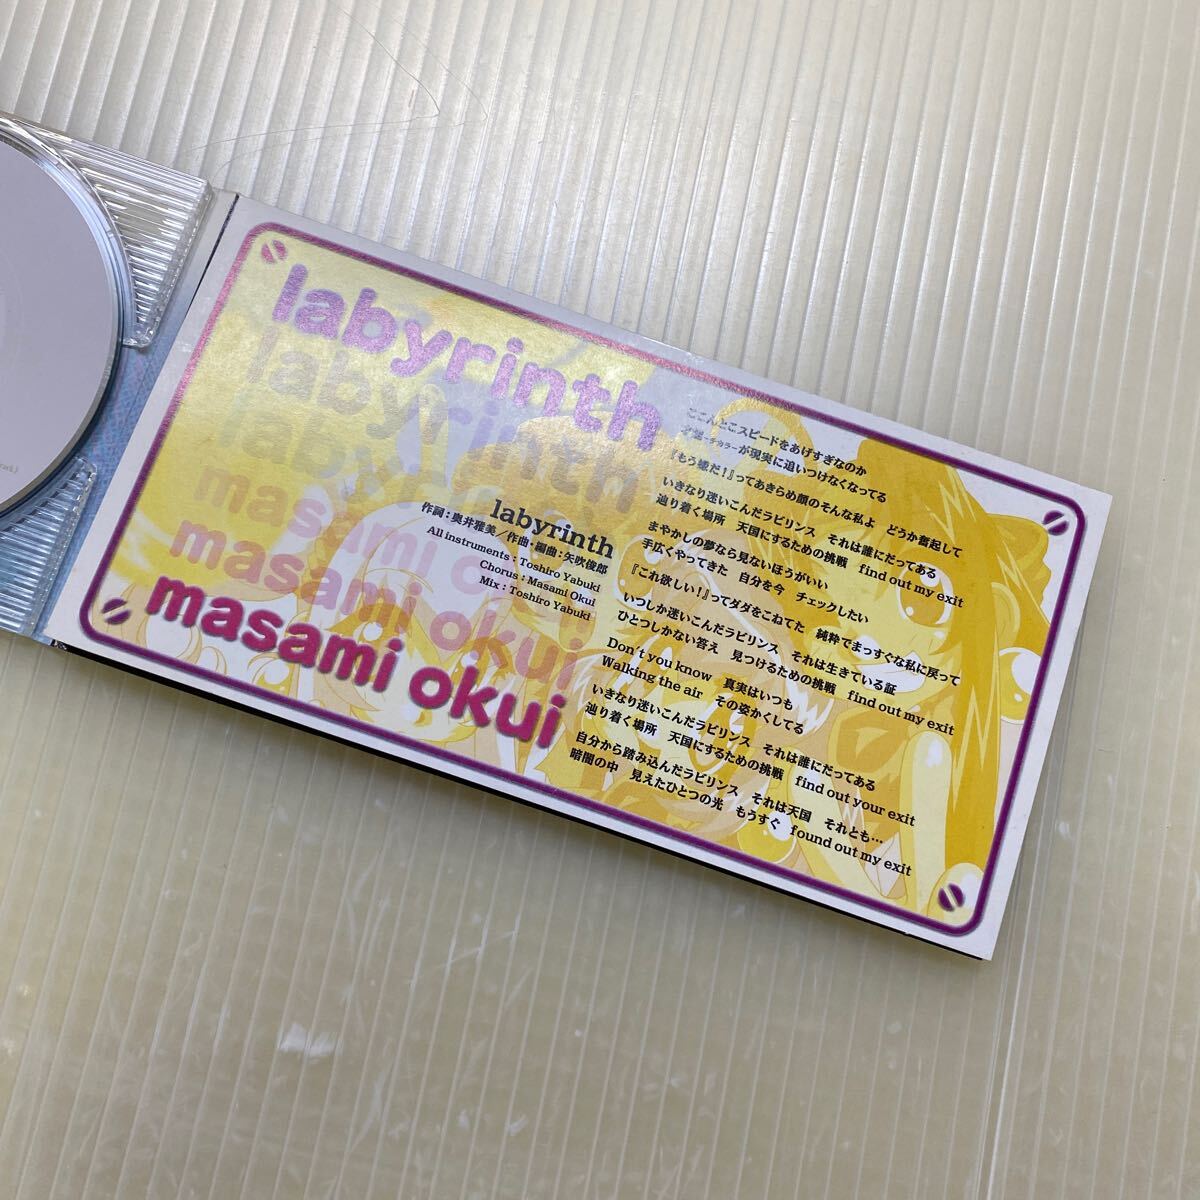 labyrinth
labyrinth
labyrinth
masami okui
masami okui
masami okui
labyrinth
作詞:奥井雅美/作曲・編曲:矢吹俊郎
All instruments : Toshiro Yabuki
Chorus : Masami Okui
Mix : Toshiro Yabuki
ここんとこスピードをあげすぎなのか
が現実に追いつけなくなってる
『もう嫌だ!』ってあきらめ顔のそんな私よ どうか奮起して
いきなり迷いこんだラビリンス それは誰にだってある
辿り着く場所 天国にするための挑戦 find out my exit
まやかしの夢なら見ないほうがいい
手広くやってきた 自分を今 チェックしたい
『これ欲しい!』ってダダをこねてた 純粋でまっすぐな私に戻って
いつしか迷いこんだラビリンス それは生きている証
ひとつしかない答え 見つけるための挑戦 find out my exit
Don't you know 真実はいつも
Walking the air その姿かくしてる
いきなり迷いこんだラビリンス それは誰にだってある
辿り着く場所 天国にするための挑戦 find out your exit
自分から踏み込んだラビリンス それは天国 それとも…
暗闇の中 見えたひとつの光 もうすぐ found out my exit